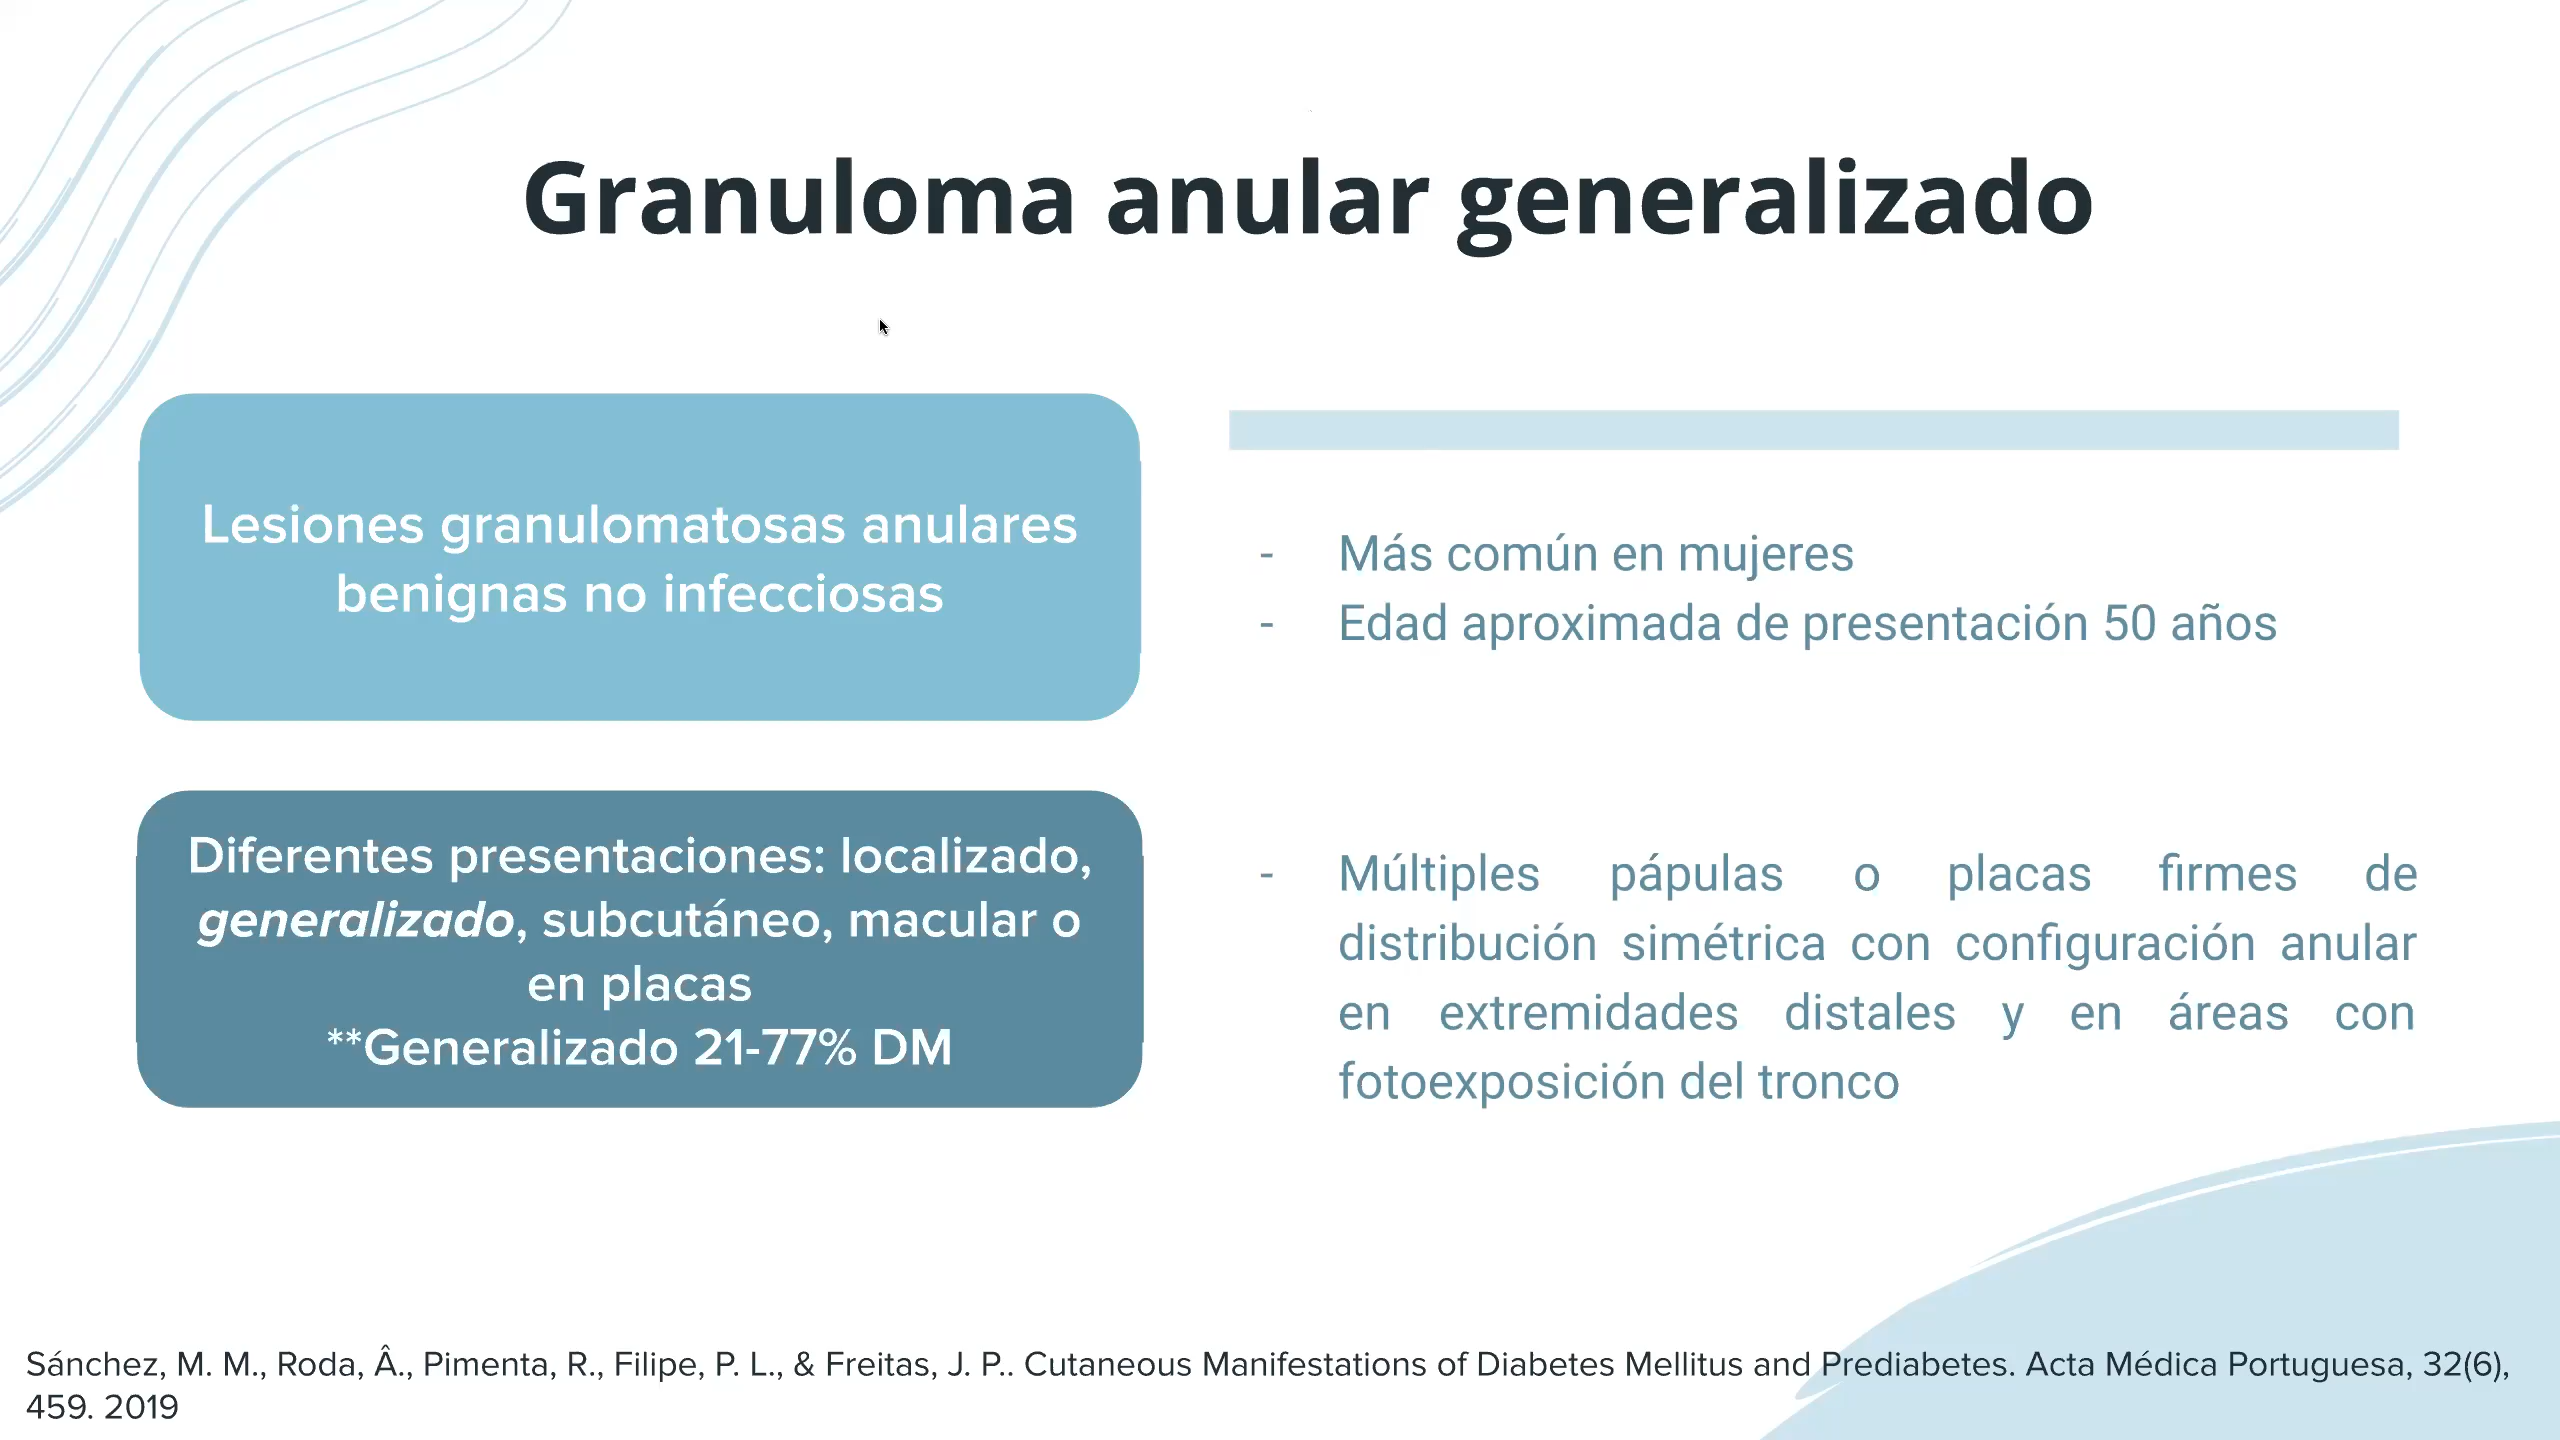 Granuloma anular generalizado
Lesiones granulomatosas anulares
benignas no infecciosas
- Más común en mujeres
- Edad aproximada de presentación 50 años
Diferentes presentaciones: localizado,
generalizado, subcutáneo, macular o
en placas
**Generalizado 21-77% DM
- Múltiples pápulas o placas firmes de
distribución simétrica con configuración anular
en extremidades distales y en áreas con
fotoexposición del tronco
Sánchez, M. M., Roda, Â., Pimenta, R., Filipe, P. L., & Freitas, J. P.. Cutaneous Manifestations of Diabetes Mellitus and Prediabetes. Acta Médica Portuguesa, 32(6),
459. 2019